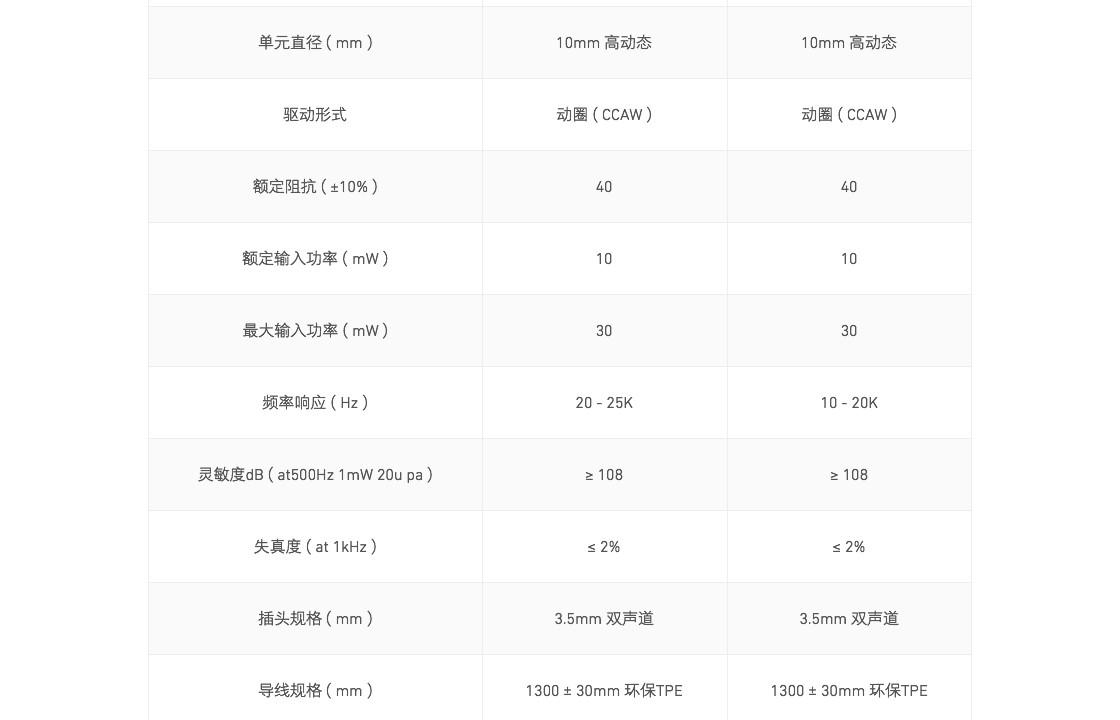 单元直径 ( mm ) 10mm 高动态 10mm 高动态
驱动形式 动圈 ( CCAW ) 动圈 ( CCAW )
额定阻抗 ( ±10% ) 40 40
额定输入功率 ( mW ) 10 10
最大输入功率 ( mW ) 30 30
频率响应 ( Hz ) 20 - 25K 10 - 20K
灵敏度dB ( at500Hz 1mW 20u pa ) ≥ 108 ≥ 108
失真度 ( at 1kHz ) ≤ 2% ≤ 2%
插头规格 ( mm ) 3.5mm 双声道 3.5mm 双声道
导线规格 ( mm ) 1300 ± 30mm 环保TPE 1300 ± 30mm 环保TPE